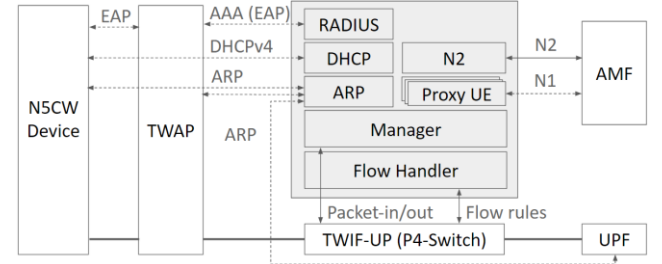 EAP
AAA (EAP)
RADIUS
DHCPv4
DHCP
N2
N2
ARP
ARP
Proxy UE
N1
AMF
N5CW
Device
TWAP
ARP
Manager
Flow Handler
Packet-in/out
Flow rules
TWIF-UP (P4-Switch)
UPF